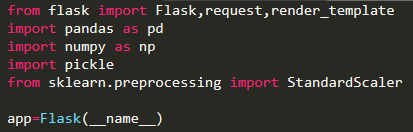 from flask import Flask,request,render_template
import pandas as pd
import numpy as np
import pickle
from sklearn.preprocessing import StandardScaler
app=Flask(__name__)